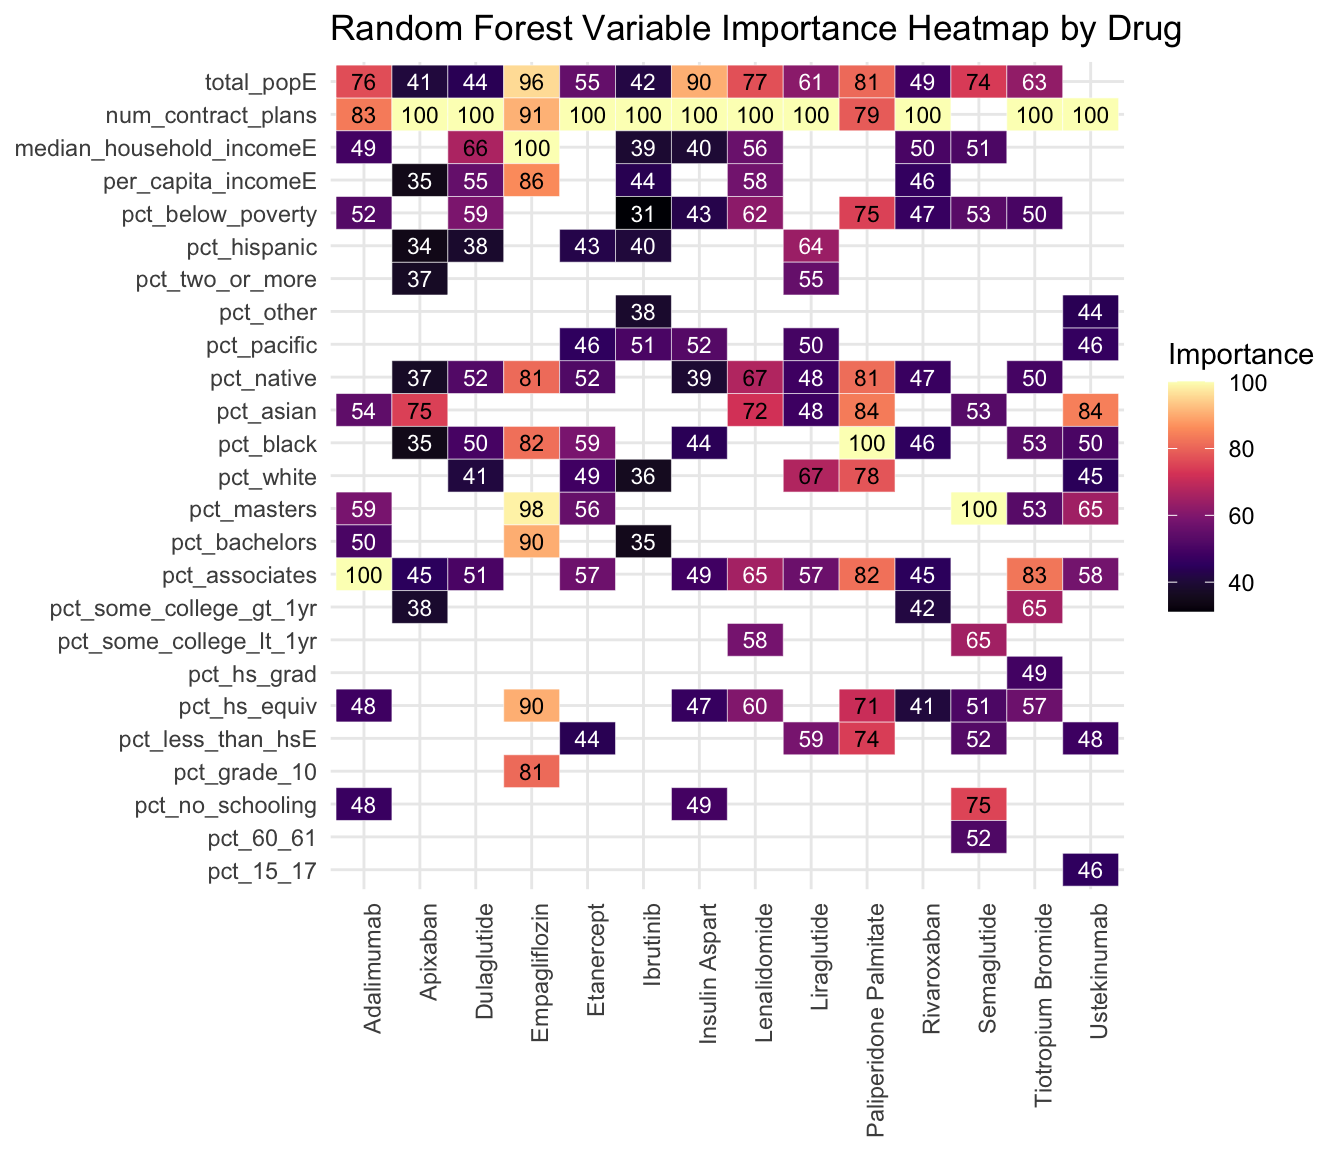 Random Forest Variable Importance Heatmap by Drug
total_popE 76 41 44 96 55 42 90 77 61 81 49 74 63
num_contract_plans 83 100 100 91 100 100 100 100 100 79 100 100 100
median_household_incomeE 49 66 100 39 40 56 50 51
per_capita_incomeE 35 55 86 44 58 46
pct_below_poverty 52 59 31 43 62 75 47 53 50
pct_hispanic 34 38 43 40 64
pct_two_or_more 37 55
pct_other 38 44
pct_pacific 46 51 52 50 46
pct_native 37 52 81 52 39 67 48 81 47 50
pct_asian 54 75 72 48 84 53 84
pct_black 35 50 82 59 44 100 46 53 50
pct_white 41 49 36 67 78 45
pct_masters 59 98 56 100 53 65
pct_bachelors 50 90 35
pct_associates 100 45 51 57 49 65 57 82 45 83 58
pct_some_college_gt_1yr 38 42 65
pct_some_college_lt_1yr 58 65
pct_hs_grad 49
pct_hs_equiv 48 90 47 60 71 41 51 57
pct_less_than_hsE 44 59 74 52 48
pct_grade_10 81
pct_no_schooling 48 49 75
pct_60_61 52
pct_15_17 46
Adalimumab
Apixaban
Dulaglutide
Empagliflozin
Etanercept
Ibrutinib
Insulin Aspart
Lenalidomide
Liraglutide
Paliperidone Palmitate
Rivaroxaban
Semaglutide
Tiotropium Bromide
Ustekinumab
Importance
100
80
60
40